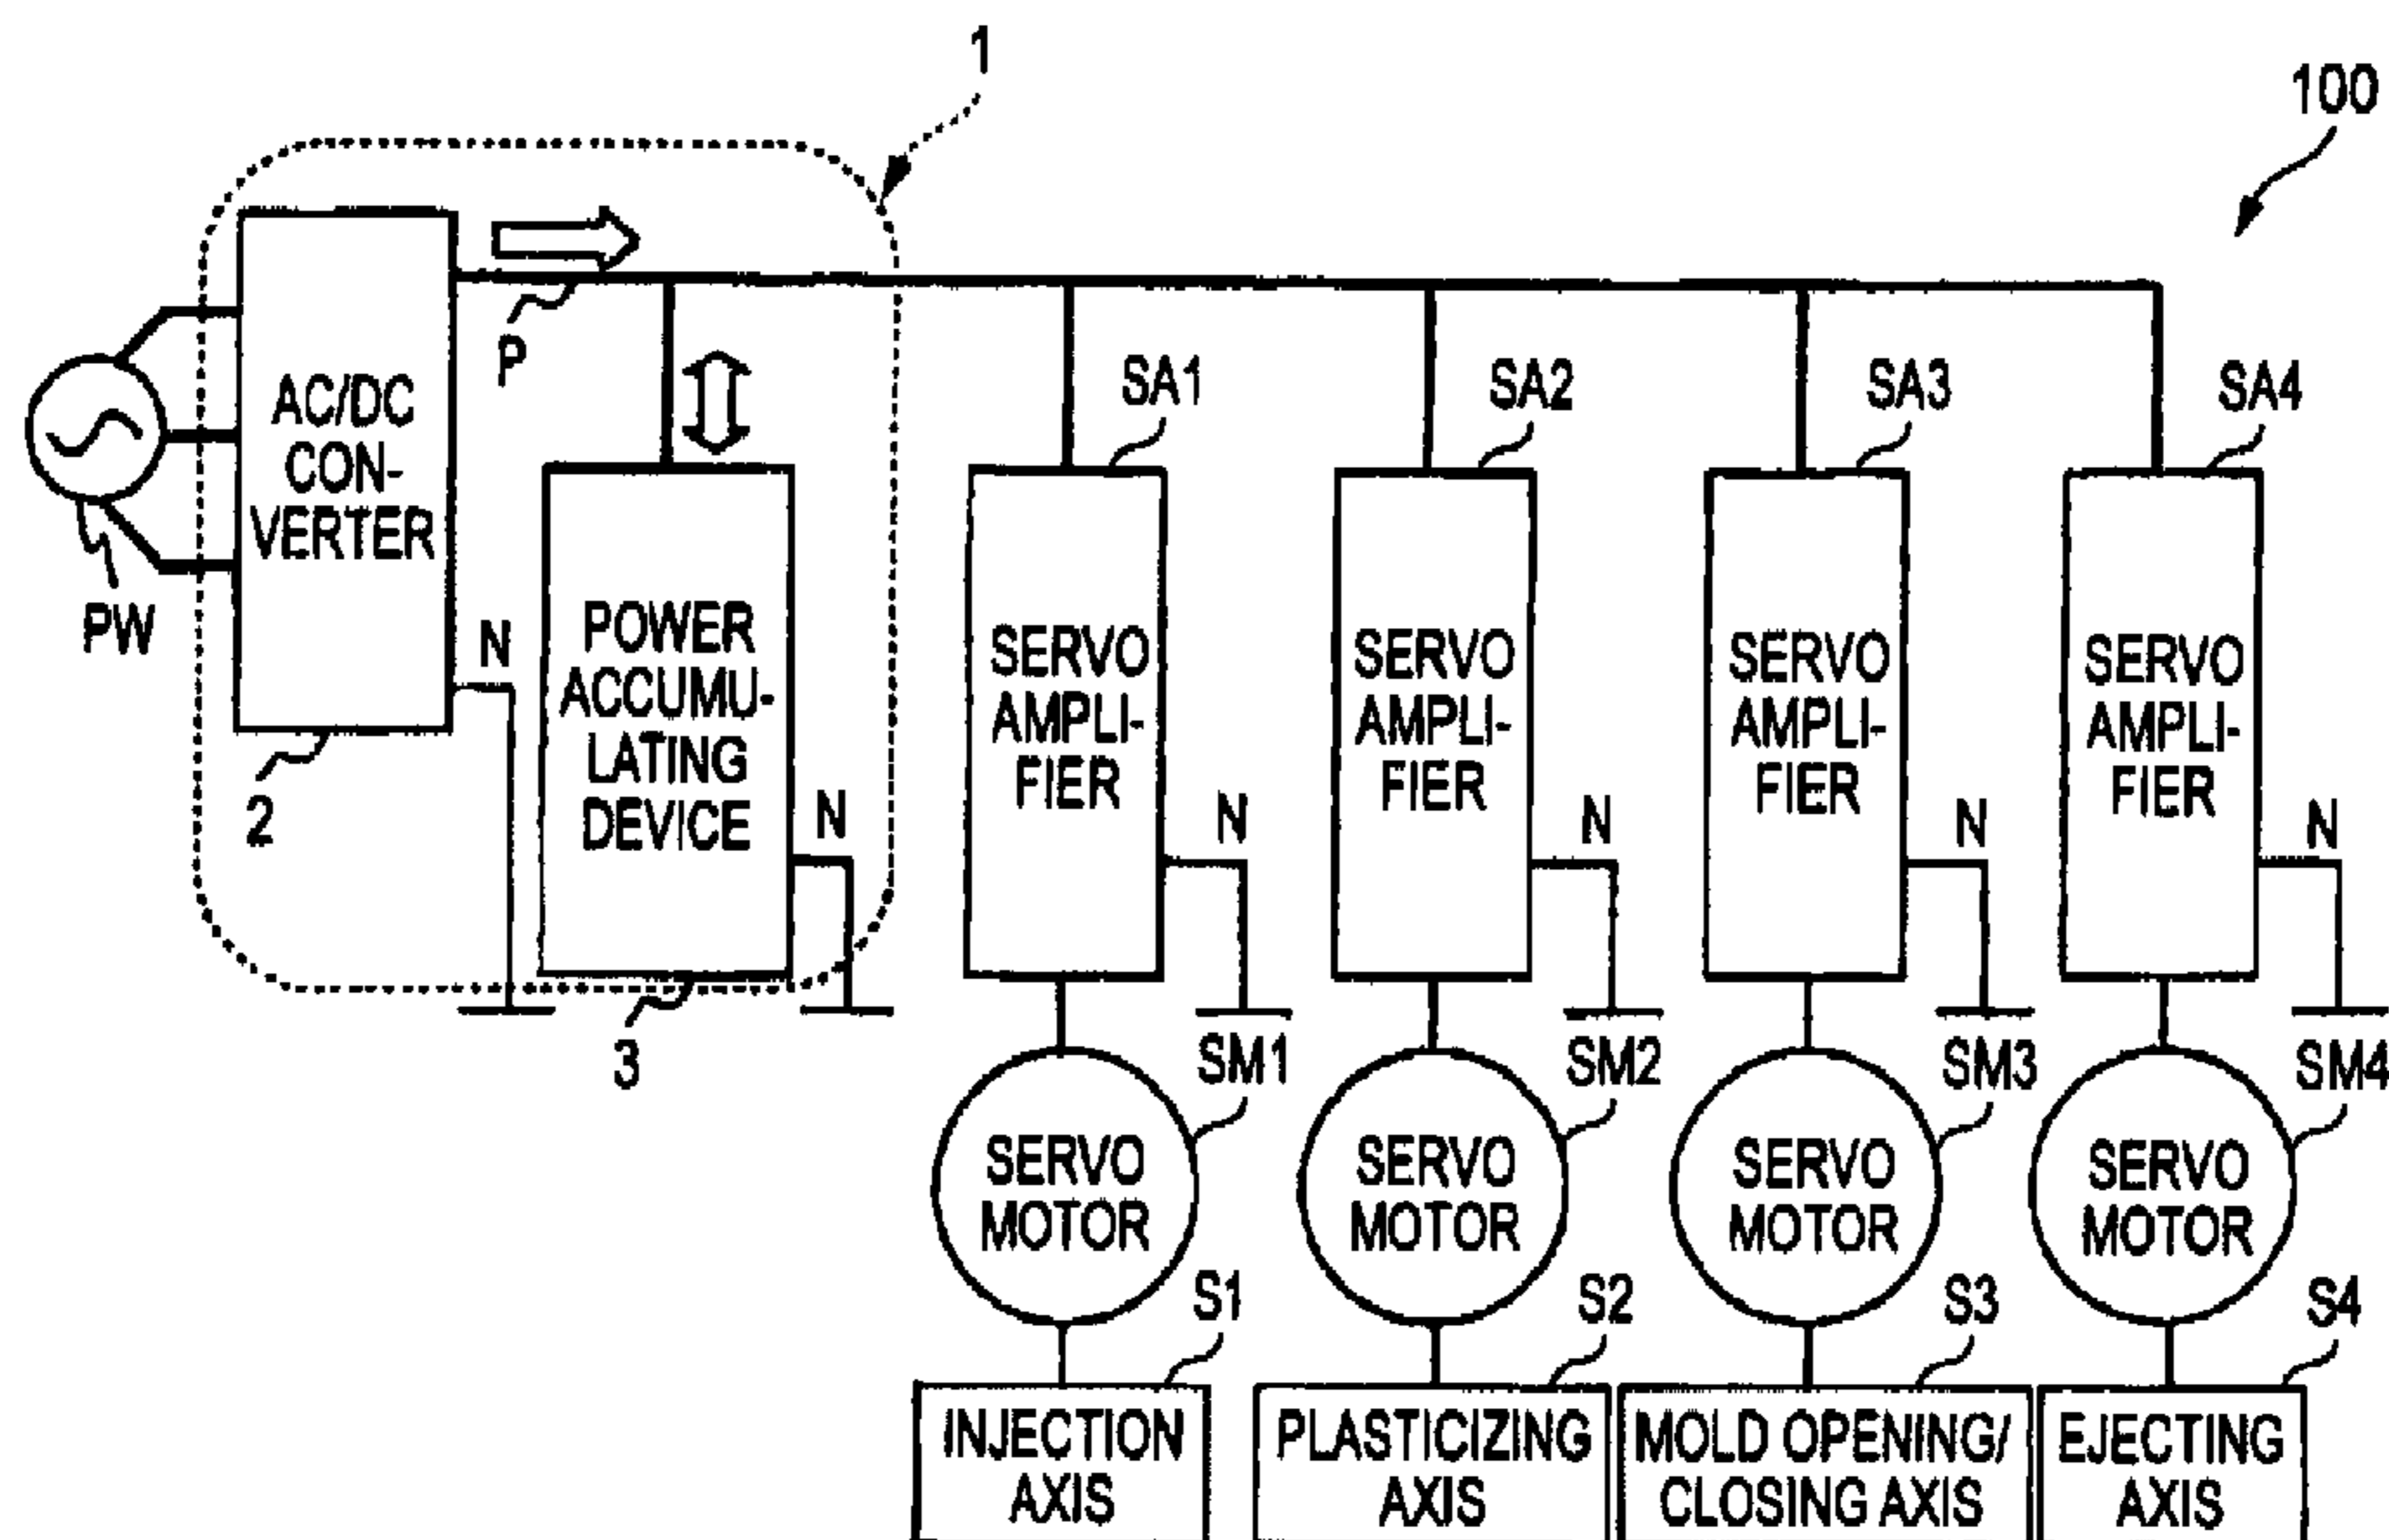 1
100
P
AC/DC
CON-
VERTER
PW
N
2
POWER
ACCUMU-
LATING
DEVICE
N
3
SA1
SA2
SA3
SA4
SERVO
AMPLI-
FIER
N
SERVO
AMPLI-
FIER
N
SERVO
AMPLI-
FIER
N
SERVO
AMPLI-
FIER
N
SM1
SM2
SM3
SM4
SERVO
MOTOR
SERVO
MOTOR
SERVO
MOTOR
SERVO
MOTOR
S1
S2
S3
S4
INJECTION
AXIS
PLASTICIZING
AXIS
MOLD OPENING/
CLOSING AXIS
EJECTING
AXIS